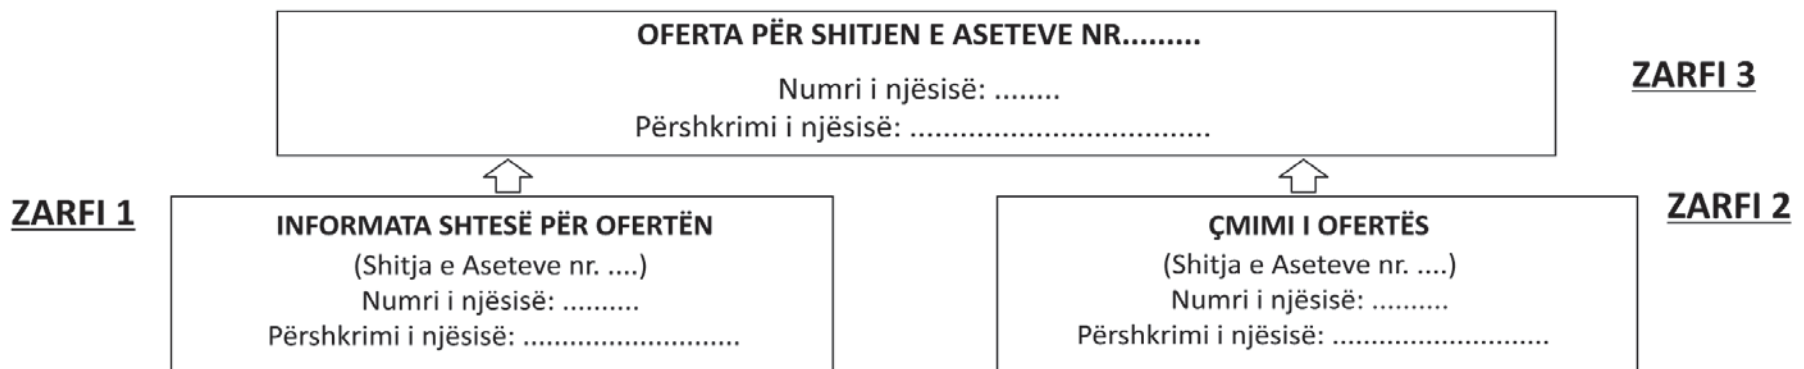 OFERTA PËR SHITJEN E ASETEVE NR.........
Numri i njësisë: ........
Përshkrimi i njësisë: ..................................
ZARFI 3
ZARFI 1
INFORMATA SHTESË PËR OFERTËN
(Shitja e Aseteve nr. ....)
Numri i njësisë: ..........
Përshkrimi i njësisë: ...........................
ÇMIMI I OFERTËS
(Shitja e Aseteve nr. ....)
Numri i njësisë: ..........
Përshkrimi i njësisë: ...........................
ZARFI 2